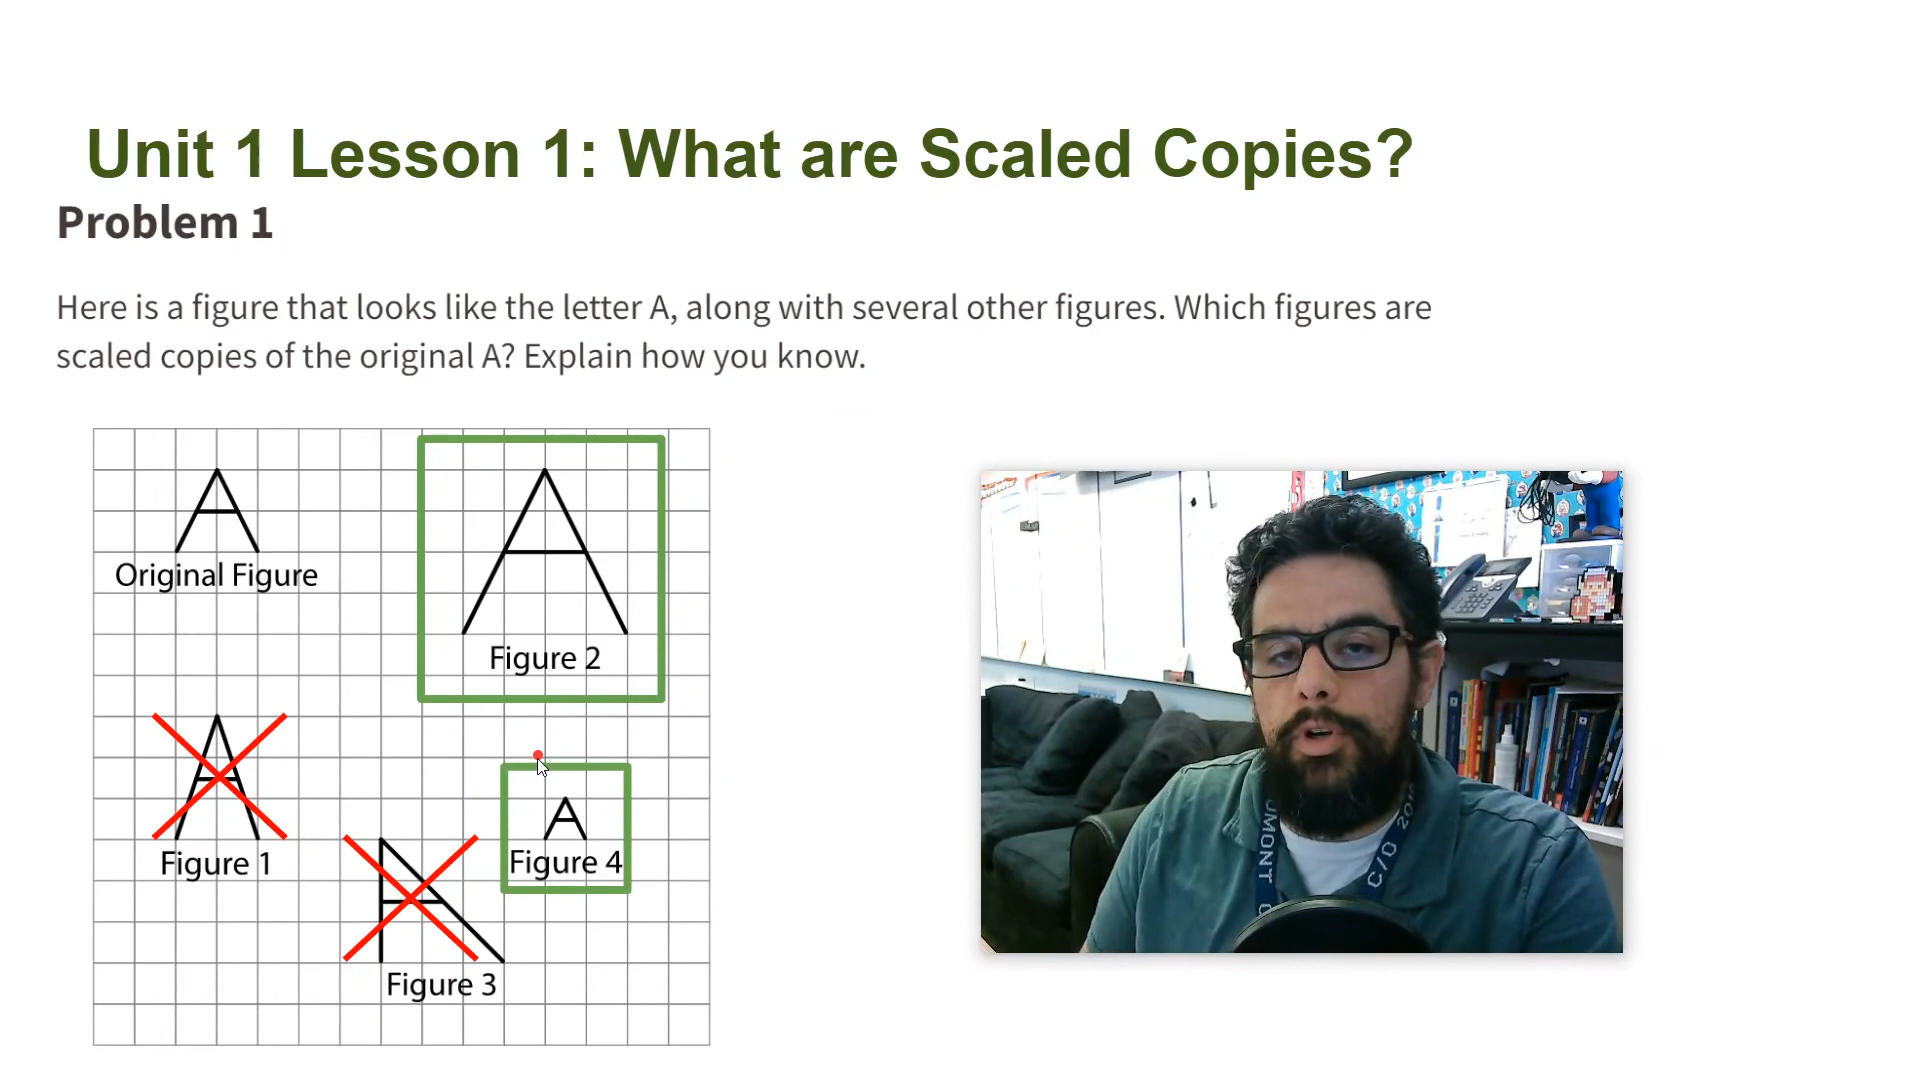 Unit 1 Lesson 1: What are Scaled Copies?
Problem 1
Here is a figure that looks like the letter A, along with several other figures. Which figures are
scaled copies of the original A? Explain how you know.
Original Figure
Figure 2
Figure 1
Figure 4
Figure 3
UMONT
C/O 2019